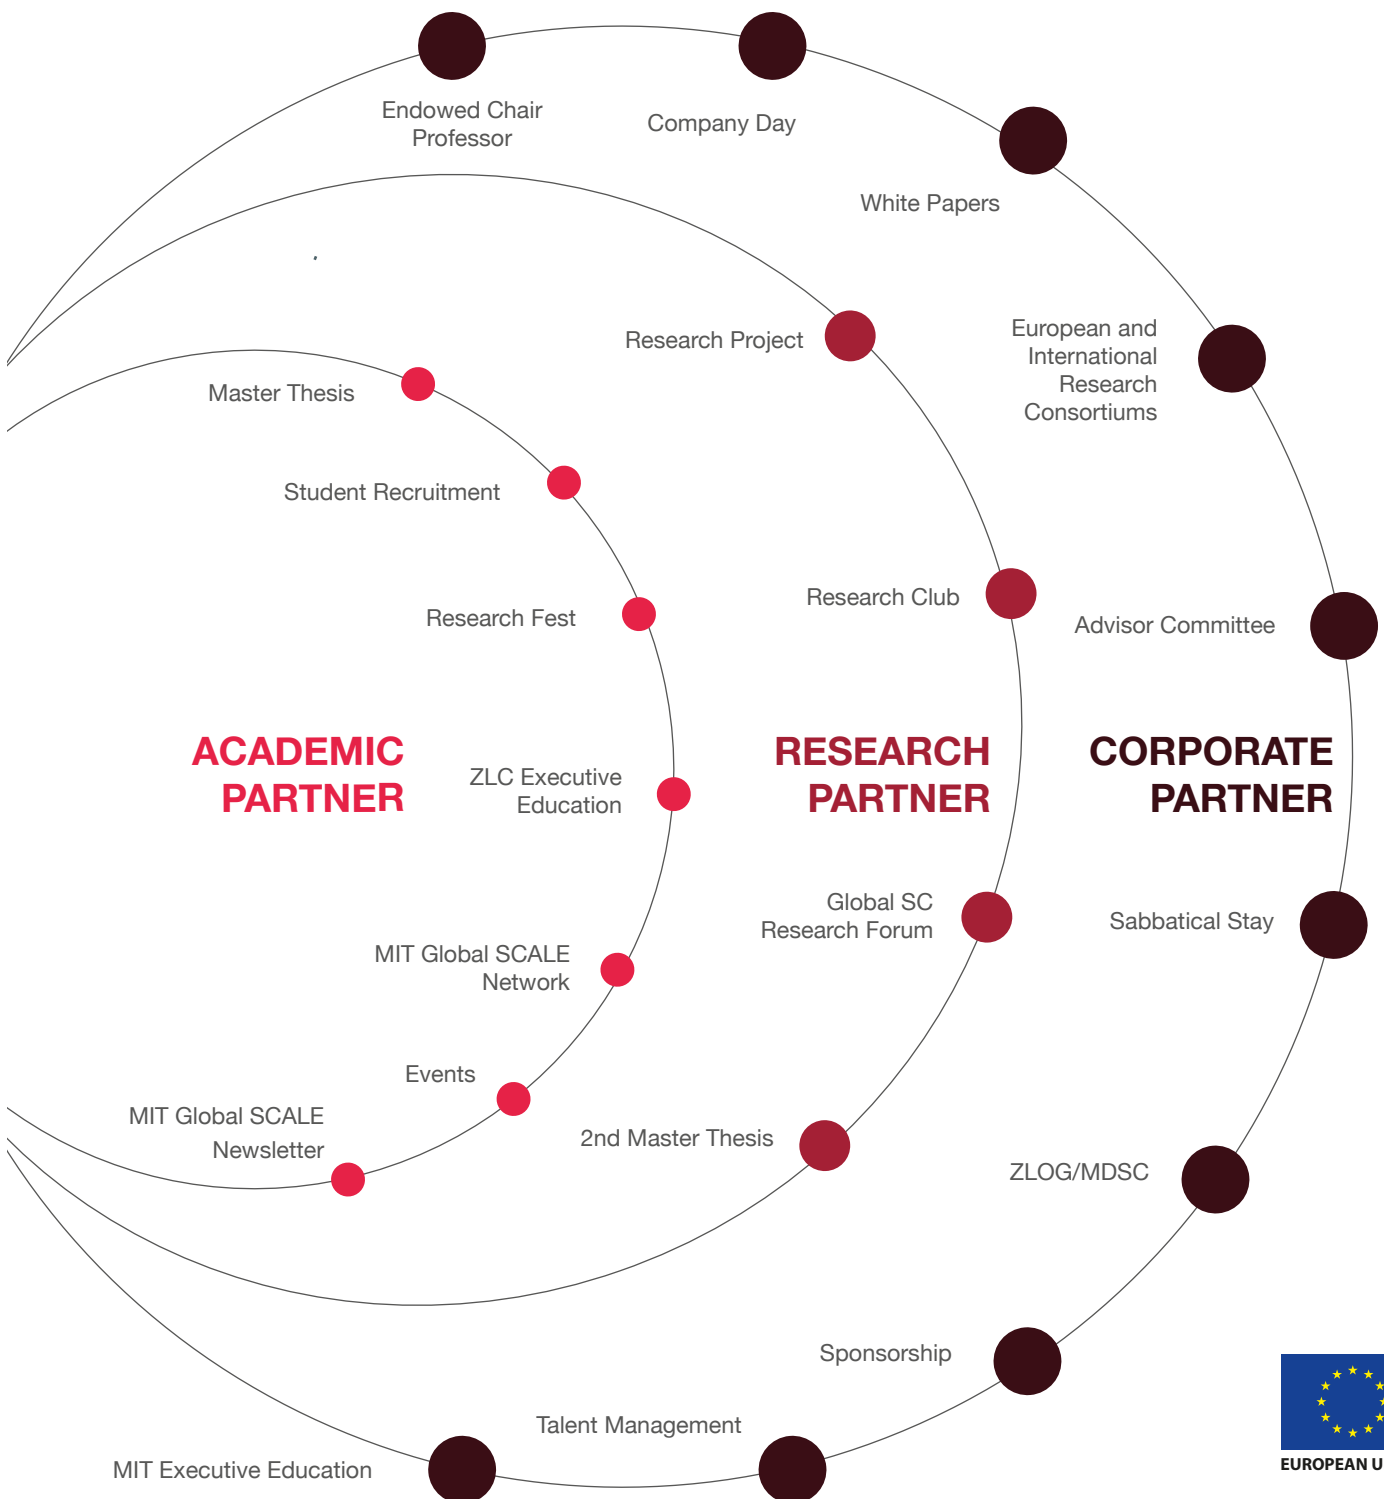 Endowed Chair
Professor
Company Day
White Papers
European and
International
Research
Consortiums
Research Project
Master Thesis
Student Recruitment
Research Fest
Research Club
Advisor Committee
ACADEMIC
PARTNER
ZLC Executive
Education
RESEARCH
PARTNER
CORPORATE
PARTNER
Global SC
Research Forum
Sabbatical Stay
MIT Global SCALE
Network
Events
MIT Global SCALE
Newsletter
2nd Master Thesis
ZLOG/MDSC
Sponsorship
Talent Management
MIT Executive Education
EUROPEAN U